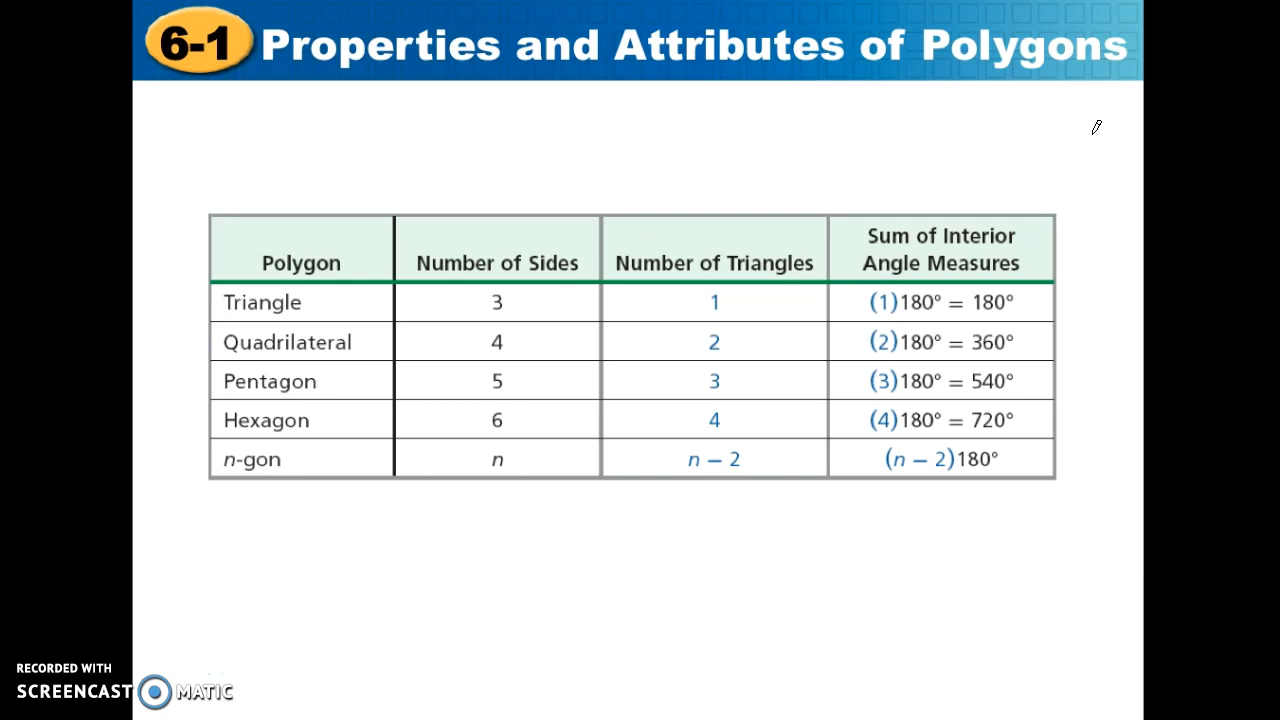 6-1 Properties and Attributes of Polygons
Polygon Number of Sides Number of Triangles Sum of Interior Angle Measures
Triangle 3 1 (1)180° = 180°
Quadrilateral 4 2 (2)180° = 360°
Pentagon 5 3 (3)180° = 540°
Hexagon 6 4 (4)180° = 720°
n-gon n n − 2 (n − 2)180°
RECORDED WITH
SCREENCAST MATIC